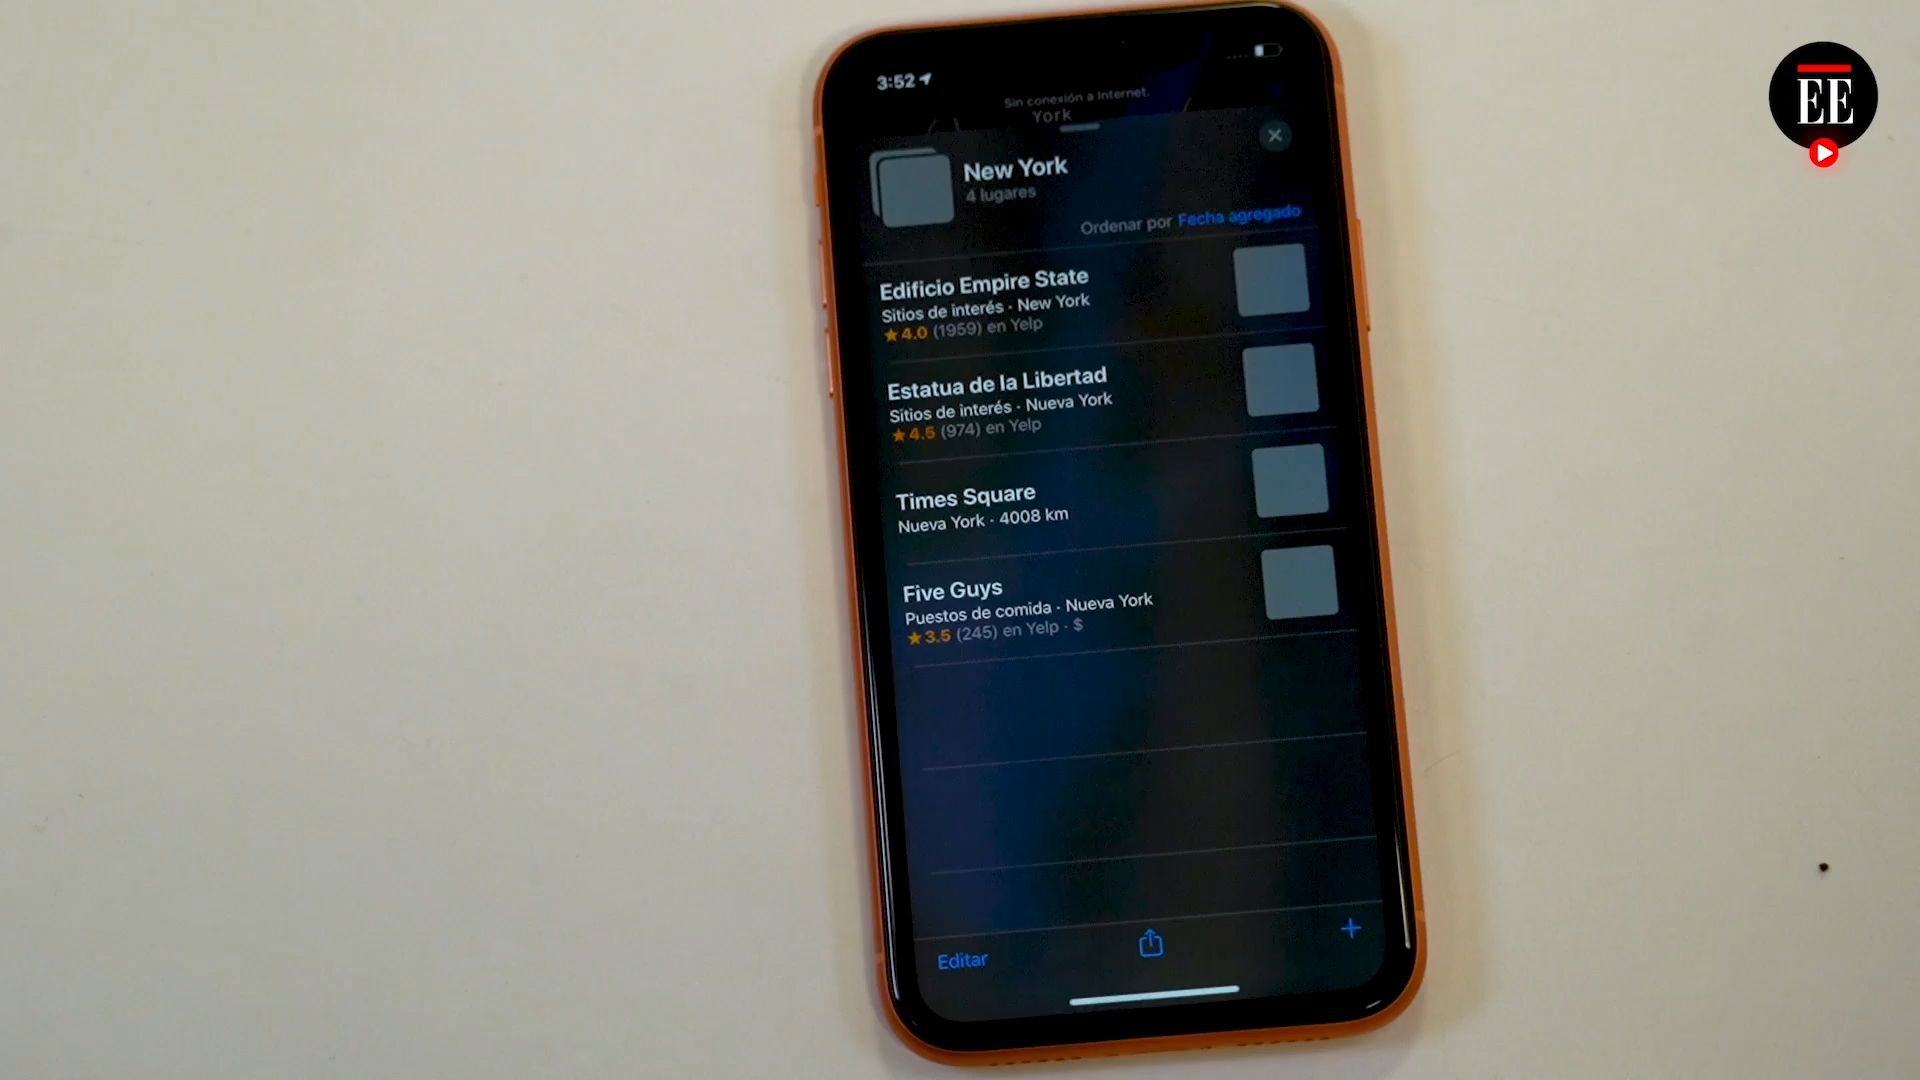 3:52
Sin conexión a Internet.
York
New York
4 lugares
Ordenar por Fecha agregado
Edificio Empire State
Sitios de interés · New York
★4.0 (1959) en Yelp
Estatua de la Libertad
Sitios de interés · Nueva York
★4.5 (974) en Yelp
Times Square
Nueva York · 4008 km
Five Guys
Puestos de comida · Nueva York
★3.5 (245) en Yelp · $
Editar
EE